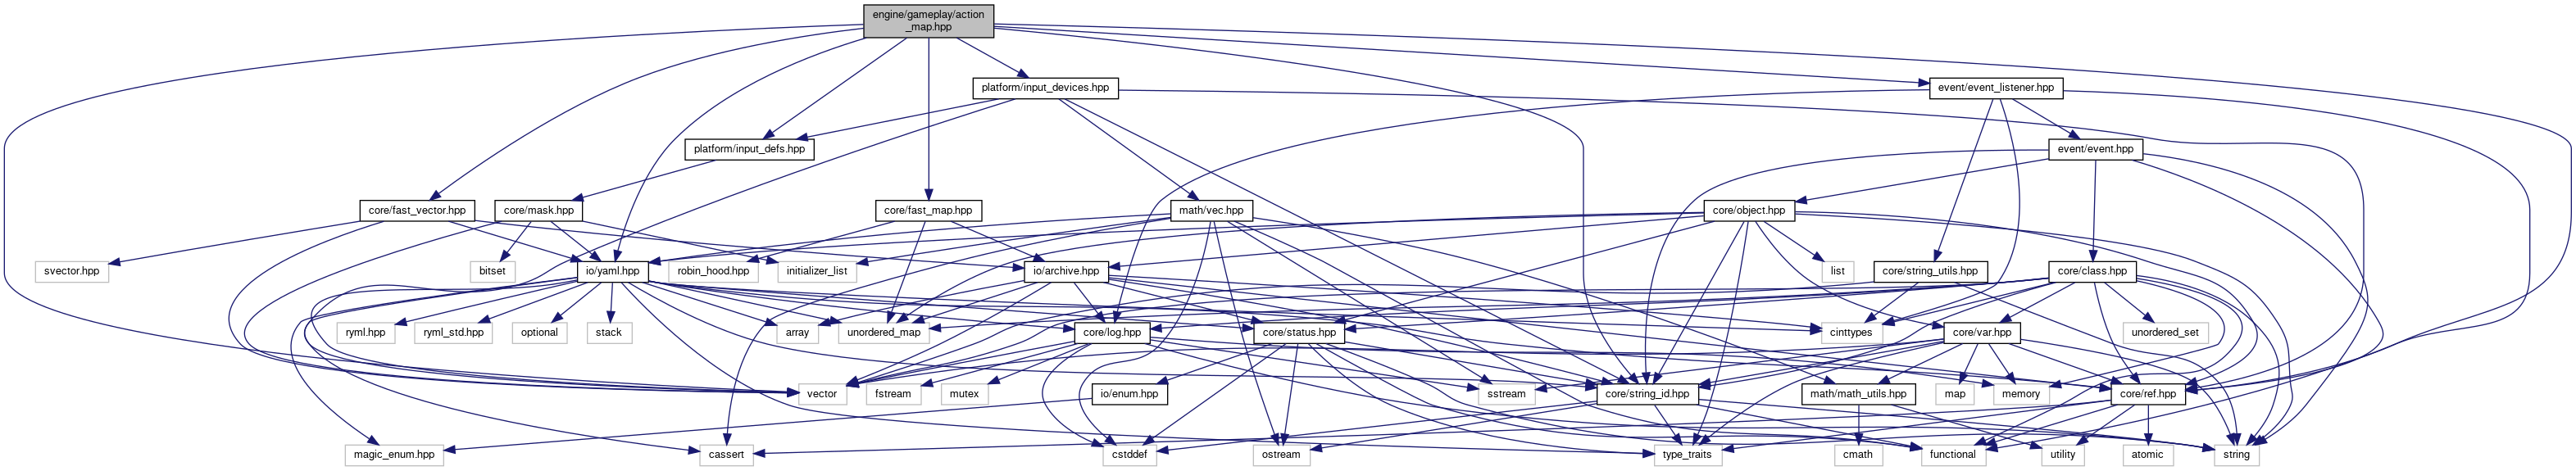 engine/gameplay/action
_map.hpp
platform/input_devices.hpp
event/event_listener.hpp
platform/input_defs.hpp
event/event.hpp
core/fast_vector.hpp
core/mask.hpp
core/fast_map.hpp
math/vec.hpp
core/object.hpp
svector.hpp
bitset
io/yaml.hpp
robin_hood.hpp
initializer_list
io/archive.hpp
list
core/string_utils.hpp
core/class.hpp
ryml.hpp
ryml_std.hpp
optional
stack
array
unordered_map
core/log.hpp
core/status.hpp
cinttypes
core/var.hpp
unordered_set
vector
fstream
mutex
io/enum.hpp
sstream
core/string_id.hpp
math/math_utils.hpp
map
memory
core/ref.hpp
magic_enum.hpp
cassert
cstddef
ostream
type_traits
cmath
functional
utility
atomic
string